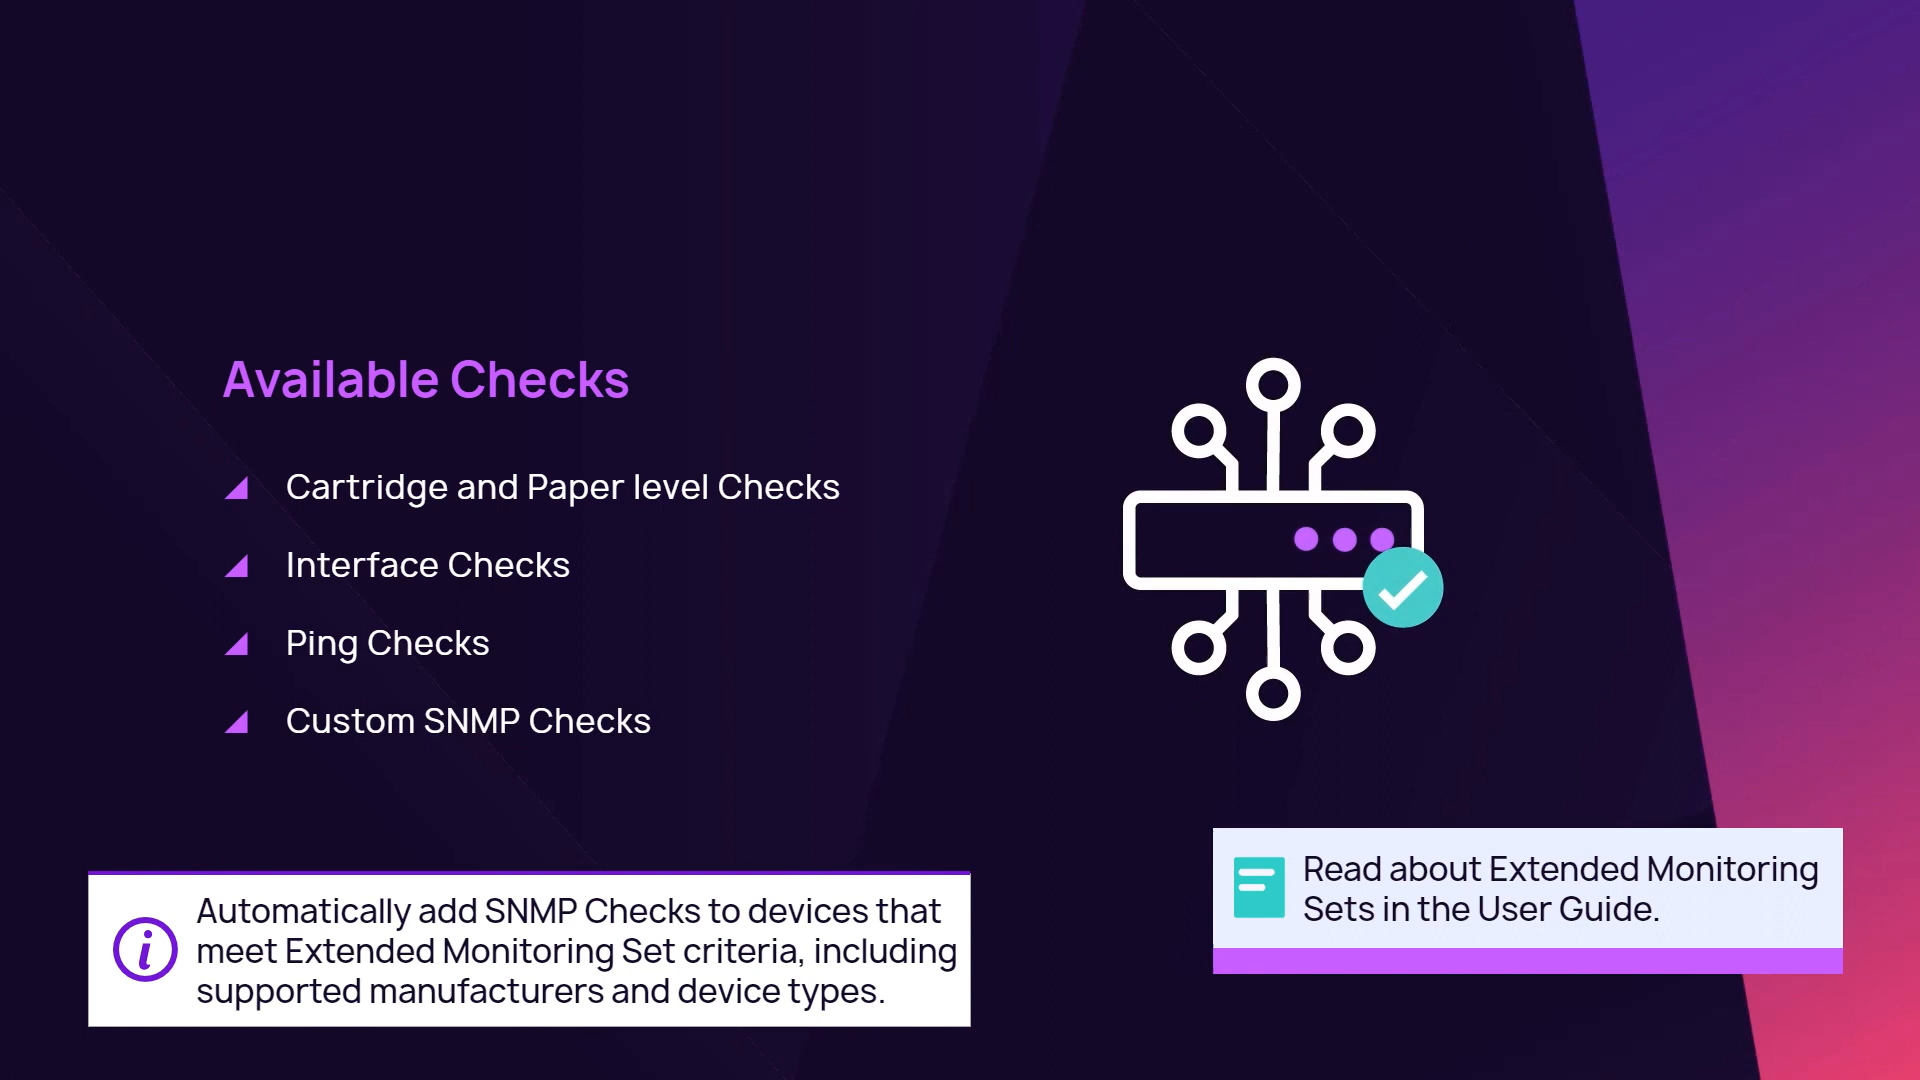 Available Checks
Cartridge and Paper level Checks
Interface Checks
Ping Checks
Custom SNMP Checks
Automatically add SNMP Checks to devices that
meet Extended Monitoring Set criteria, including
supported manufacturers and device types.
Read about Extended Monitoring
Sets in the User Guide.